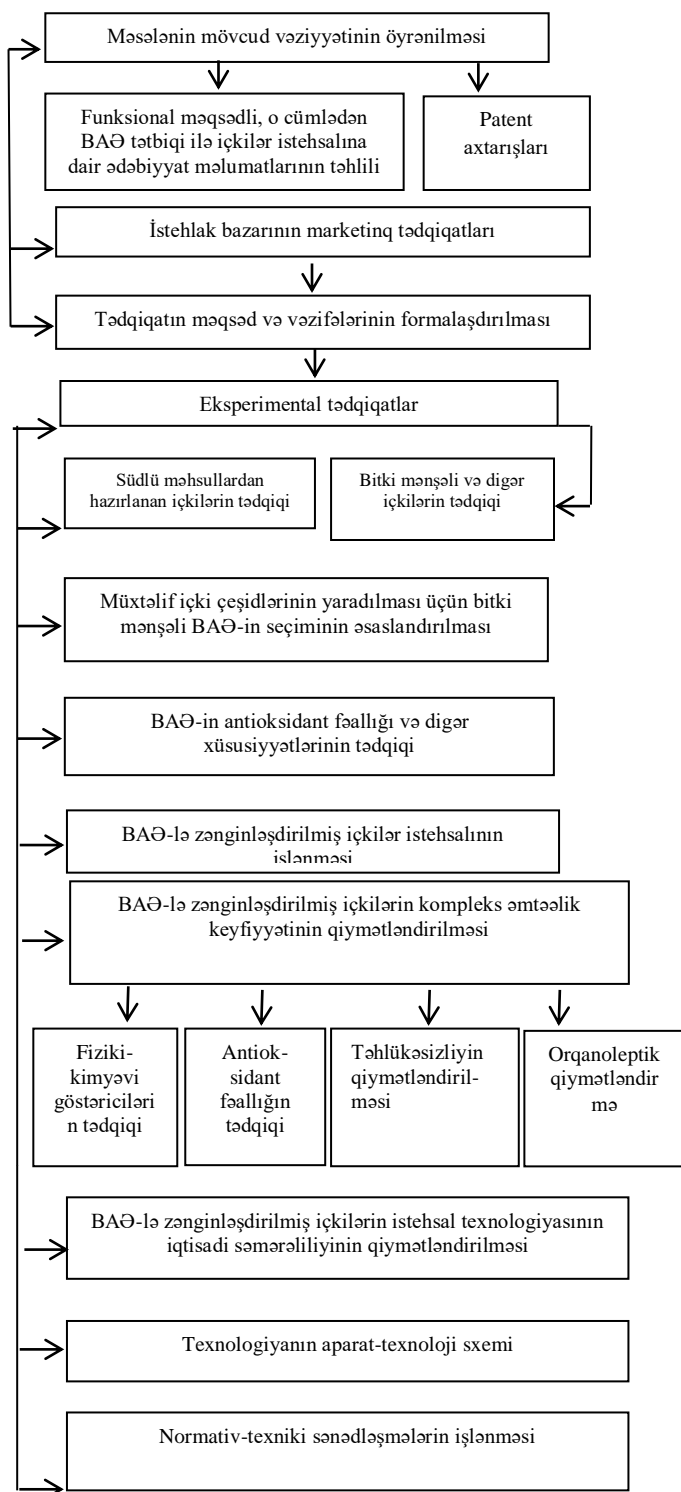 Məsələnin mövcud vəziyyətinin öyrənilməsi
Funksional məqsədli, o cümlədən
BAƏ tətbiqi ilə içkilər istehsalına
dair ədəbiyyat məlumatlarının təhlili
Patent
axtarışları
İstehlak bazarının marketinq tədqiqatları
Tədqiqatın məqsəd və vəzifələrinin formalaşdırılması
Eksperimental tədqiqatlar
Südlü məhsullardan
hazırlanan içkilərin tədqiqi
Bitki mənşəli və digər
içkilərin tədqiqi
Müxtəlif içki çeşidlərinin yaradılması üçün bitki
mənşəli BAƏ-in seçiminin əsaslandırılması
BAƏ-in antioksidant fəallığı və digər
xüsusiyyətlərinin tədqiqi
BAƏ-lə zənginləşdirilmiş içkilər istehsalının
işlənməsi
BAƏ-lə zənginləşdirilmiş içkilərin kompleks əmtəəlik
keyfiyyətinin qiymətləndirilməsi
Fiziki-
kimyəvi
göstəricilərı
n tədqiqi
Antiok-
sidant
fəallığın
tədqiqi
Təhlükəsizliyin
qiymətləndiril-
məsi
Orqanoleptik
qiymətləndir
mə
BAƏ-lə zənginləşdirilmiş içkilərin istehsal texnologiyasının
iqtisadi səmərəliliyinin qiymətləndirilməsi
Texnologiyanın aparat-texnoloji sxemi
Normativ-texniki sənədləşmələrin işlənməsi